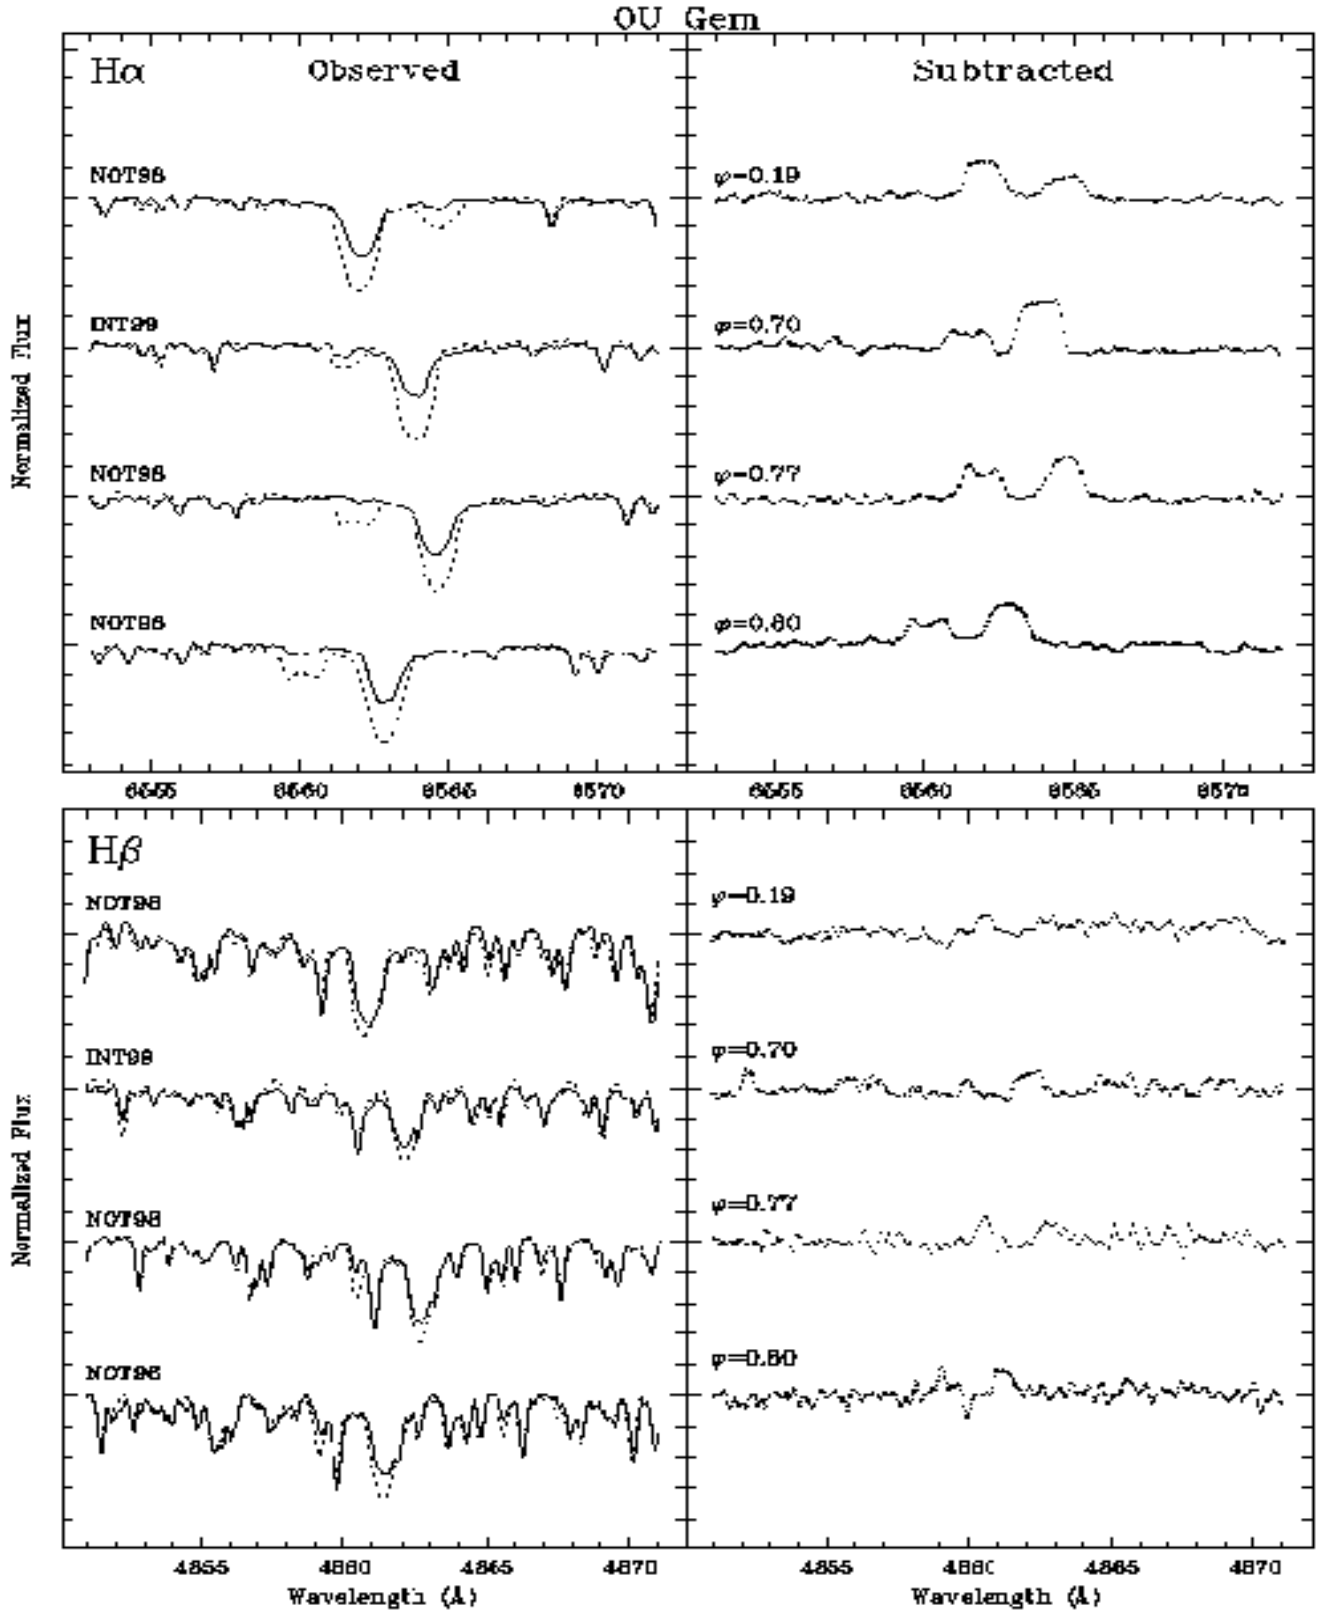 OU Gem
Hα
Observed
Subtracted
NOT98
φ=0.19
INT99
φ=0.70
NOT98
φ=0.77
NOT96
φ=0.80
Normalized Flux
6555 6560 6565 6570
6555 6560 6565 6570
Hβ
NOT98
φ=0.19
INT99
φ=0.70
NOT98
φ=0.77
NOT96
φ=0.80
Normalized Flux
4855 4860 4865 4870
4855 4860 4865 4870
Wavelength (Å)
Wavelength (Å)